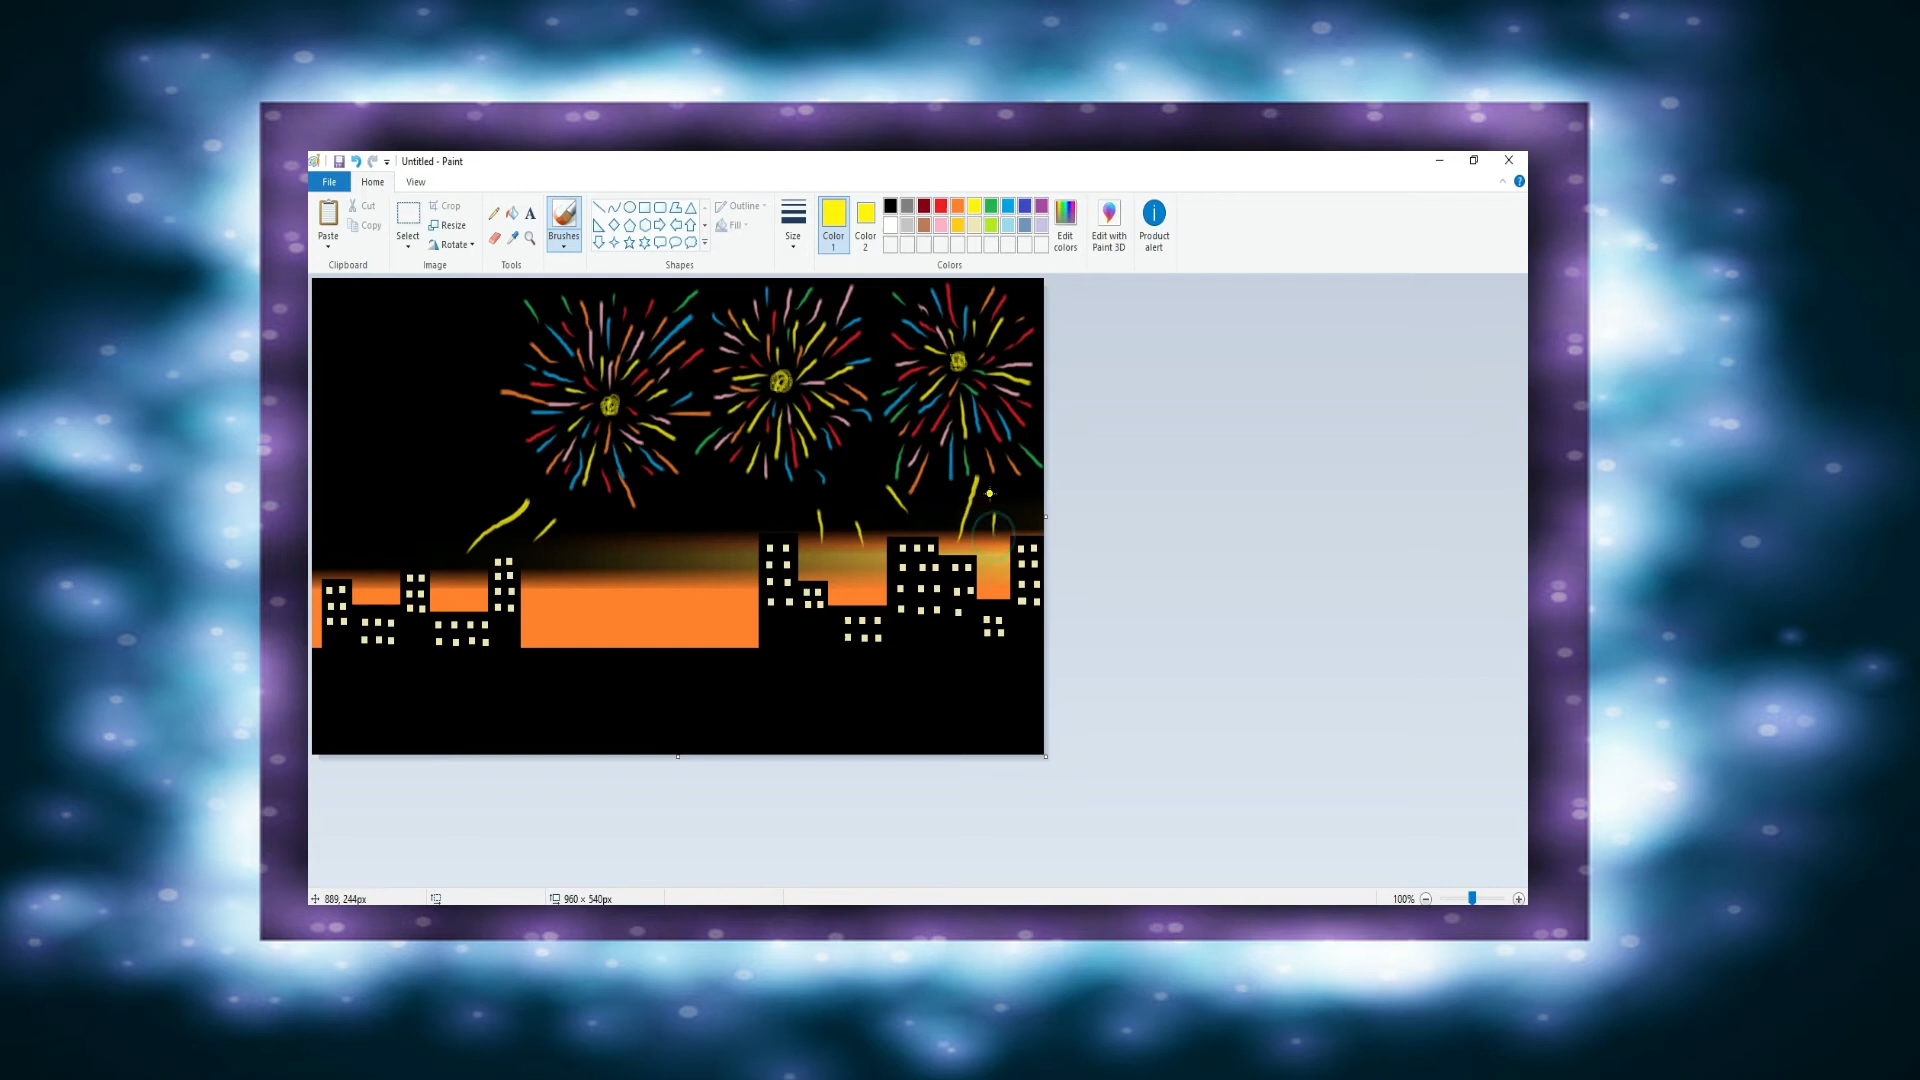 Untitled - Paint
File Home View
Paste
Cut
Copy
Clipboard
Select
Crop
Resize
Rotate
Image
A
Tools
Brushes
Outline
Fill
Shapes
Size
Color
1
Color
2
Edit
colors
Colors
Edit with
Paint 3D
Product
alert
889, 244px
960 × 540px
100%